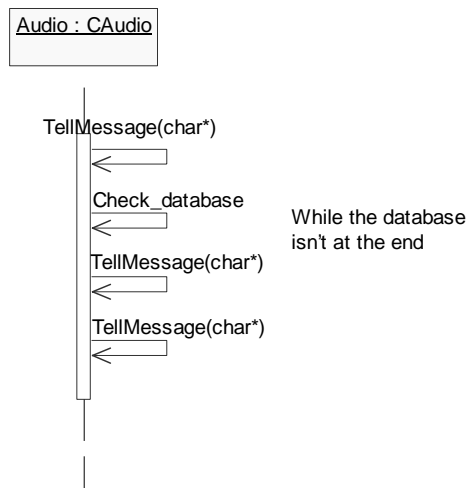 Audio : CAudio
TellMessage(char*)
Check_database
While the database
isn't at the end
TellMessage(char*)
TellMessage(char*)